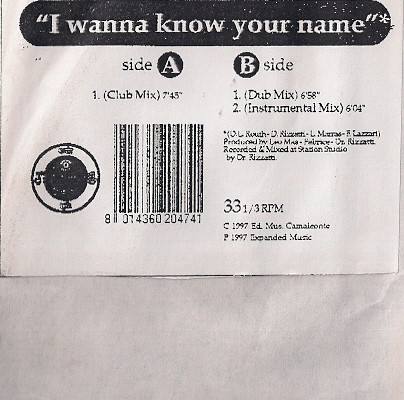 "I wanna know your name"*
side A
B side
1. (Club Mix) 7'43"
1. (Dub Mix) 6'58"
2. (Instrumental Mix) 6'04"
*(O.L. Rough - D. Rizzatti - L. Marras - F. Lazzari)
Produced by Leo Mas - Fabrice - Dr. Rizzatti
Recorded & Mixed at Station Studio
by Dr. Rizzatti
8 014360 204741
33 1/3 RPM
C 1997 Ed. Mus. Camaleonte
P 1997 Expanded Music